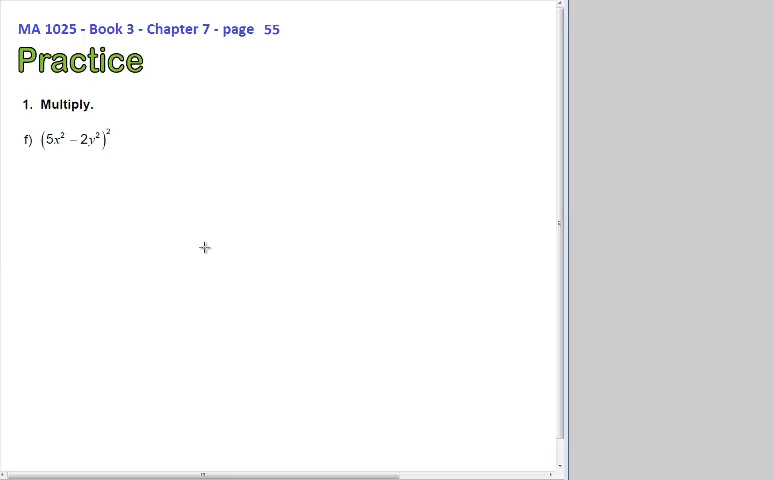 MA 1025 - Book 3 - Chapter 7 - page 55
Practice
1. Multiply.
f) (5x² – 2y²)²